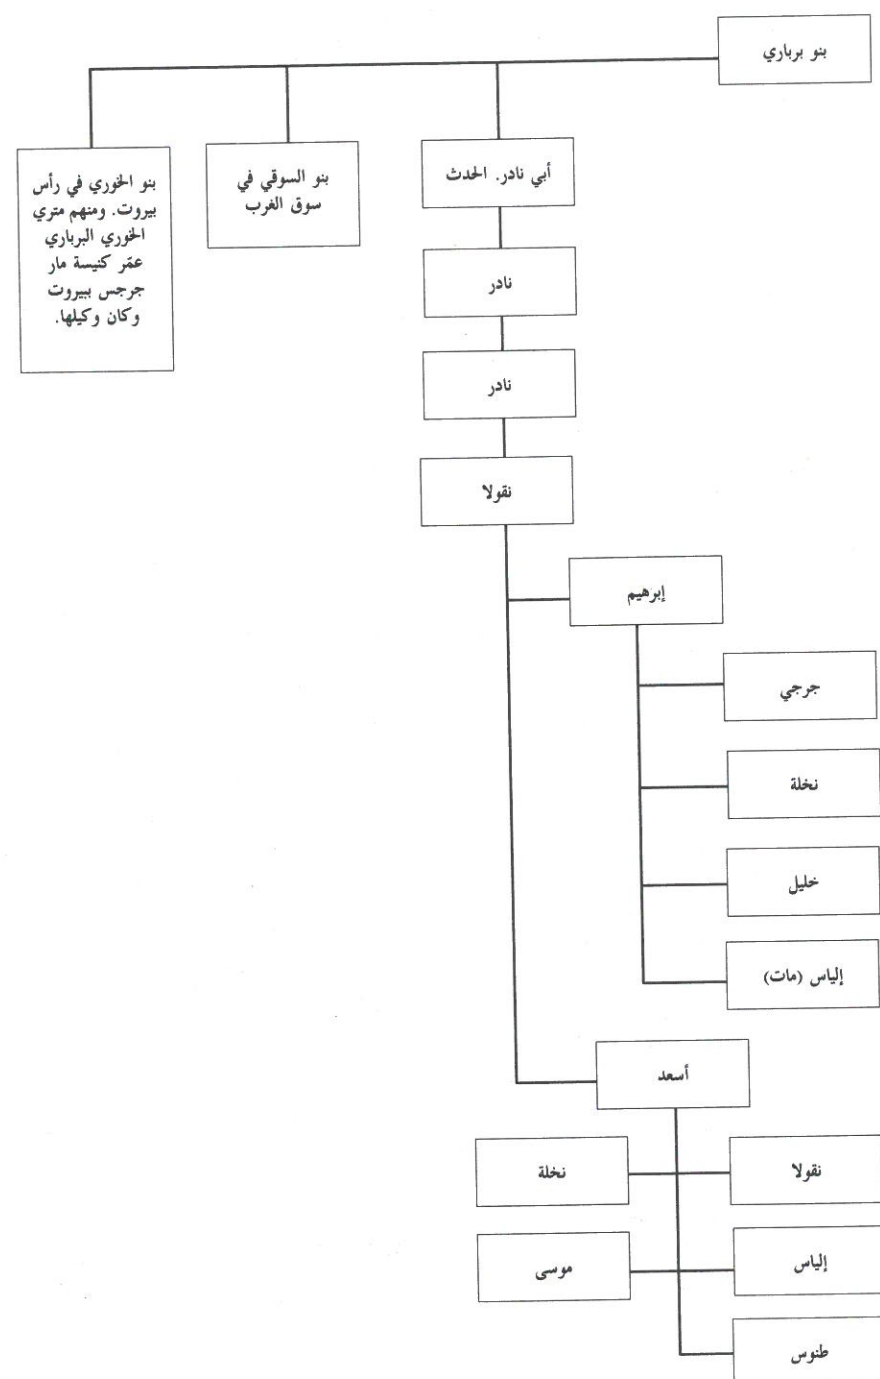 بنو برباري
أبي نادر. الحدث
بنو السوقي في
سوق الغرب
بنو الخوري في رأس
بيروت. ومنهم متري
الخوري البرباري
عمّر كنيسة مار
جرجس ببيروت
وكان وكيلها.
نادر
نادر
نقولا
إبرهيم
جرجي
نخلة
خليل
إلياس (مات)
أسعد
نقولا
نخلة
إلياس
موسى
طنوس